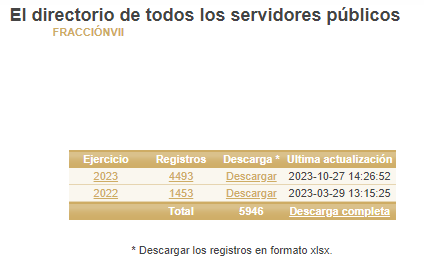 El directorio de todos los servidores públicos
FRACCIÓNVII
Ejercicio Registros Descarga * Ultima actualización
2023 4493 Descargar 2023-10-27 14:26:52
2022 1453 Descargar 2023-03-29 13:15:25
Total 5946 Descarga completa
* Descargar los registros en formato xlsx.